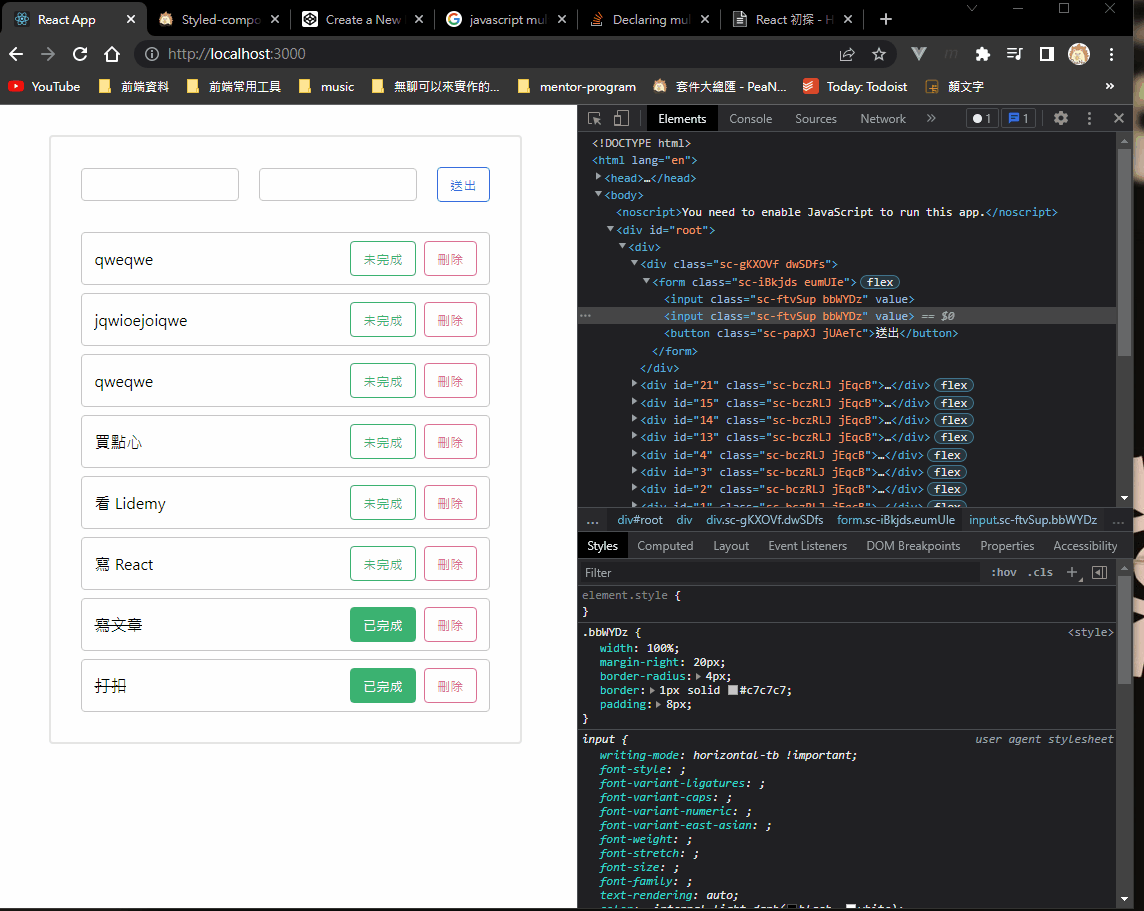 React App
Styled-compo
Create a New
javascript mul
Declaring mul
React 初探 - H
http://localhost:3000
YouTube
前端資料
前端常用工具
music
無聊可以來實作的...
mentor-program
套件大總匯 - PeaN...
Today: Todoist
顏文字
»
送出
qweqwe 未完成 刪除
jqwioejoiqwe 未完成 刪除
qweqwe 未完成 刪除
買點心 未完成 刪除
看 Lidemy 未完成 刪除
寫 React 未完成 刪除
寫文章 已完成 刪除
打扣 已完成 刪除
Elements Console Sources Network » 1 1
<!DOCTYPE html>
<html lang="en">
<head>…</head>
<body>
<noscript>You need to enable JavaScript to run this app.</noscript>
<div id="root">
<div>
<div class="sc-gKXOVf dwSDfs">
<form class="sc-iBkjds eumUIe"> flex
<input class="sc-ftvSup bbWYDz" value>
… <input class="sc-ftvSup bbWYDz" value> == $0
<button class="sc-papXJ jUAeTc">送出</button>
</form>
</div>
<div id="21" class="sc-bczRLJ jEqcB">…</div> flex
<div id="15" class="sc-bczRLJ jEqcB">…</div> flex
<div id="14" class="sc-bczRLJ jEqcB">…</div> flex
<div id="13" class="sc-bczRLJ jEqcB">…</div> flex
<div id="4" class="sc-bczRLJ jEqcB">…</div> flex
<div id="3" class="sc-bczRLJ jEqcB">…</div> flex
<div id="2" class="sc-bczRLJ jEqcB">…</div> flex
<div id="1" class="sc-bczRLJ jEqcB">…</div> flex
... div#root div div.sc-gKXOVf.dwSDfs form.sc-iBkjds.eumUIe input.sc-ftvSup.bbWYDz ...
Styles Computed Layout Event Listeners DOM Breakpoints Properties Accessibility
Filter :hov .cls +
element.style {
}
.bbWYDz { <style>
width: 100%;
margin-right: 20px;
border-radius: 4px;
border: 1px solid #c7c7c7;
padding: 8px;
}
input { user agent stylesheet
writing-mode: horizontal-tb !important;
font-style: ;
font-variant-ligatures: ;
font-variant-caps: ;
font-variant-numeric: ;
font-variant-east-asian: ;
font-weight: ;
font-stretch: ;
font-size: ;
font-family: ;
text-rendering: auto;